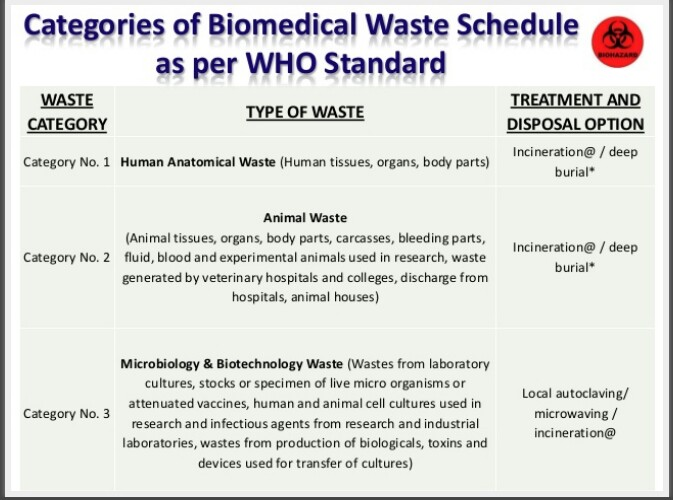 Categories of Biomedical Waste Schedule
as per WHO Standard
BIOHAZARD
WASTE
CATEGORY
TYPE OF WASTE
TREATMENT AND
DISPOSAL OPTION
Category No. 1
Human Anatomical Waste (Human tissues, organs, body parts)
Incineration@ / deep
burial*
Category No. 2
Animal Waste
(Animal tissues, organs, body parts, carcasses, bleeding parts,
fluid, blood and experimental animals used in research, waste
generated by veterinary hospitals and colleges, discharge from
hospitals, animal houses)
Incineration@ / deep
burial*
Category No. 3
Microbiology & Biotechnology Waste (Wastes from laboratory
cultures, stocks or specimen of live micro organisms or
attenuated vaccines, human and animal cell cultures used in
research and infectious agents from research and industrial
laboratories, wastes from production of biologicals, toxins and
devices used for transfer of cultures)
Local autoclaving/
microwaving /
incineration@